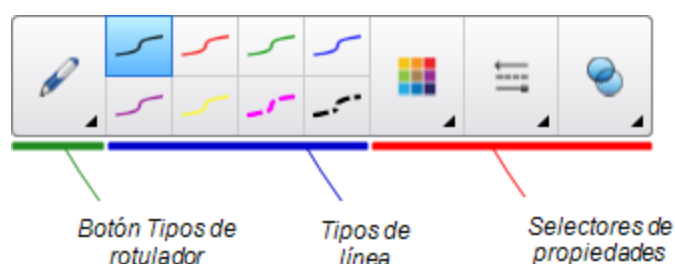 Botón Tipos de
rotulador
Tipos de
línea
Selectores de
propiedades